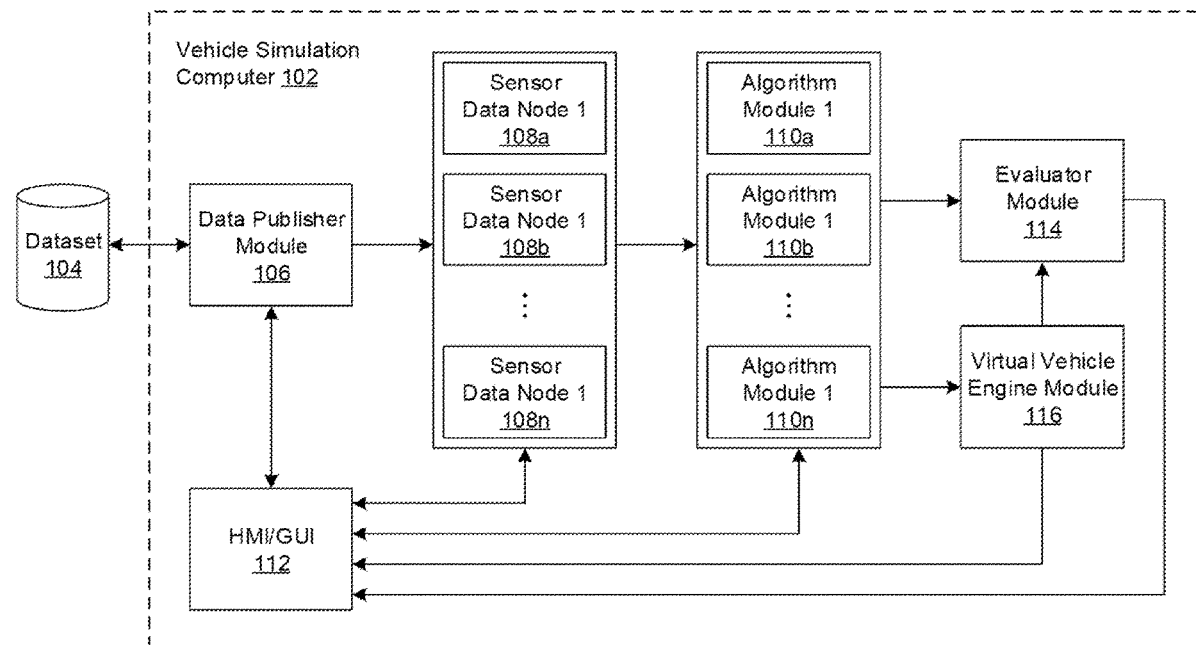 Vehicle Simulation
Computer 102
Dataset
104
Data Publisher
Module
106
Sensor
Data Node 1
108a
Sensor
Data Node 1
108b
Sensor
Data Node 1
108n
Algorithm
Module 1
110a
Algorithm
Module 1
110b
Algorithm
Module 1
110n
Evaluator
Module
114
Virtual Vehicle
Engine Module
116
HMI/GUI
112